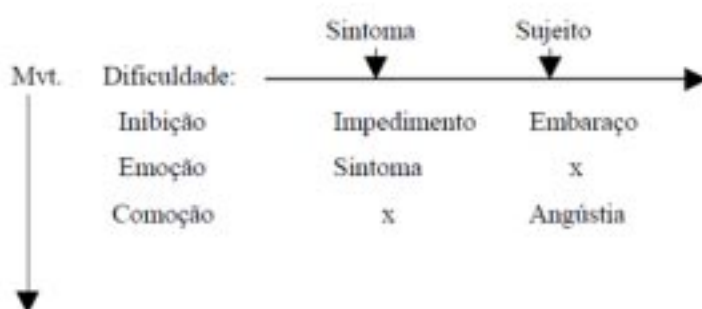 Sintoma Sujeito
Mvt. Dificuldade:
Inibição Impedimento Embaraço
Emoção Sintoma x
Comoção x Angústia